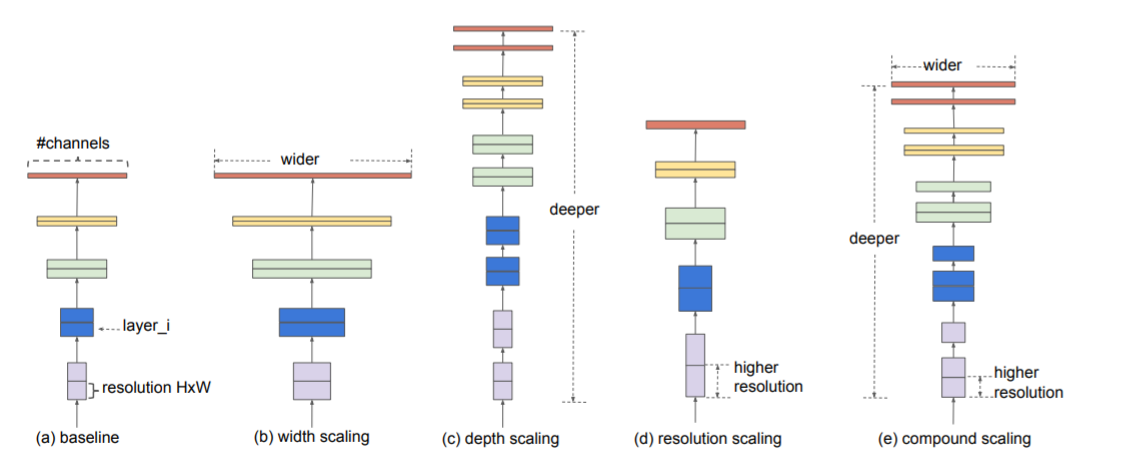 #channels
layer_i
resolution HxW
(a) baseline
wider
(b) width scaling
deeper
(c) depth scaling
higher
resolution
(d) resolution scaling
wider
deeper
higher
resolution
(e) compound scaling